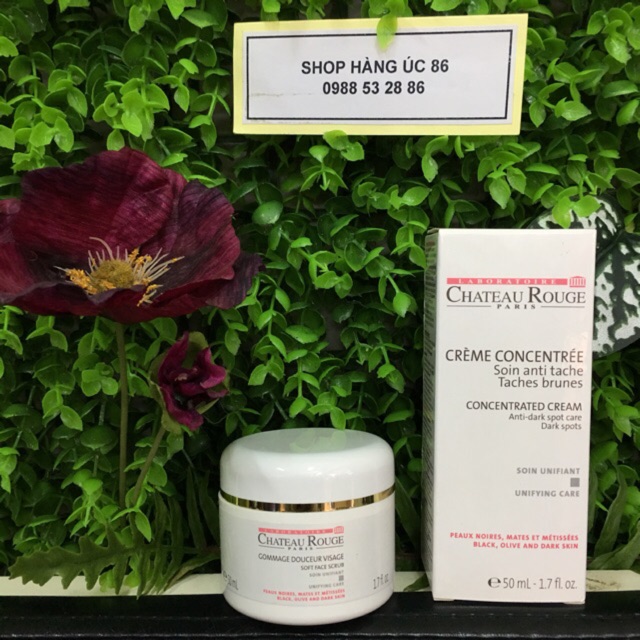 SHOP HÀNG ÚC 86
0988 53 28 86
LABORATOIRE
CHATEAU ROUGE
PARIS
CRÈME CONCENTRÉE
Soin anti tache
Taches brunes
CONCENTRATED CREAM
Anti-dark spot care
Dark spots
SOIN UNIFIANT
UNIFYING CARE
PEAUX NOIRES, MATES ET MÉTISSÉES
BLACK, OLIVE AND DARK SKIN
e 50 mL - 1.7 fl. oz.
LABORATOIRE
CHATEAU ROUGE
PARIS
GOMMAGE DOUCEUR VISAGE
SOFT FACE SCRUB
SOIN UNIFIANT
UNIFYING CARE
PEAUX NOIRES, MATES ET MÉTISSÉES
BLACK, OLIVE AND DARK SKIN
1.7 fl. oz.